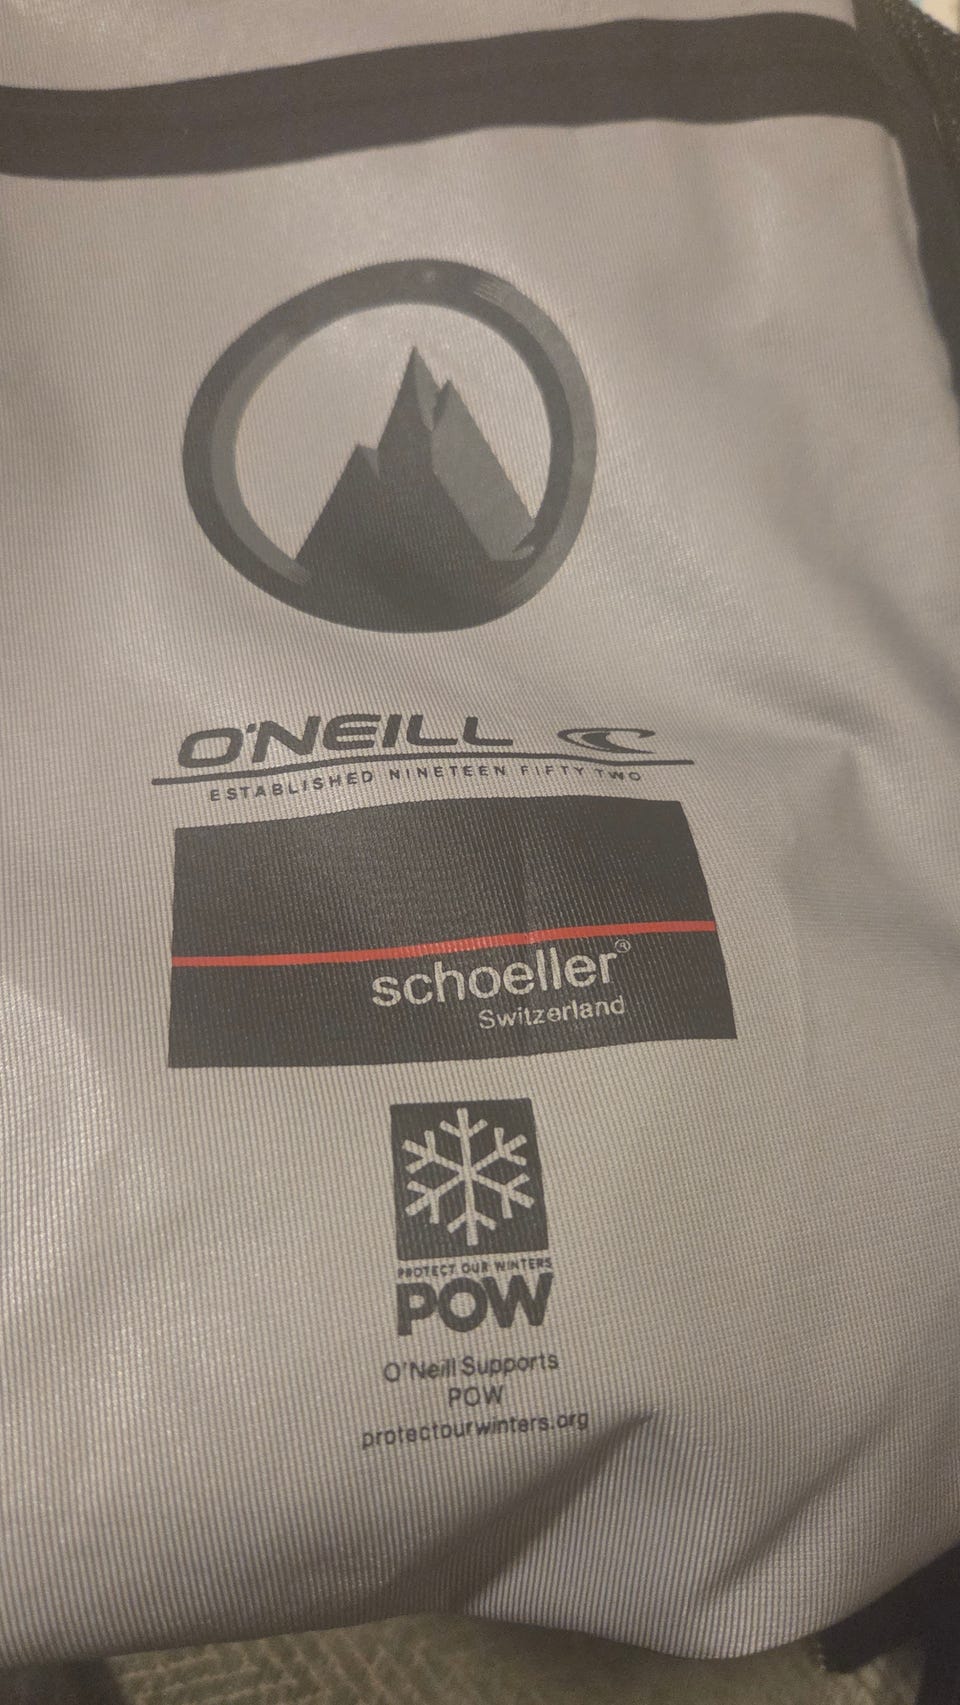 O'NEILL
ESTABLISHED NINETEEN FIFTY TWO
schoeller®
Switzerland
PROTECT OUR WINTERS
POW
O'Neill Supports
POW
protectourwinters.org